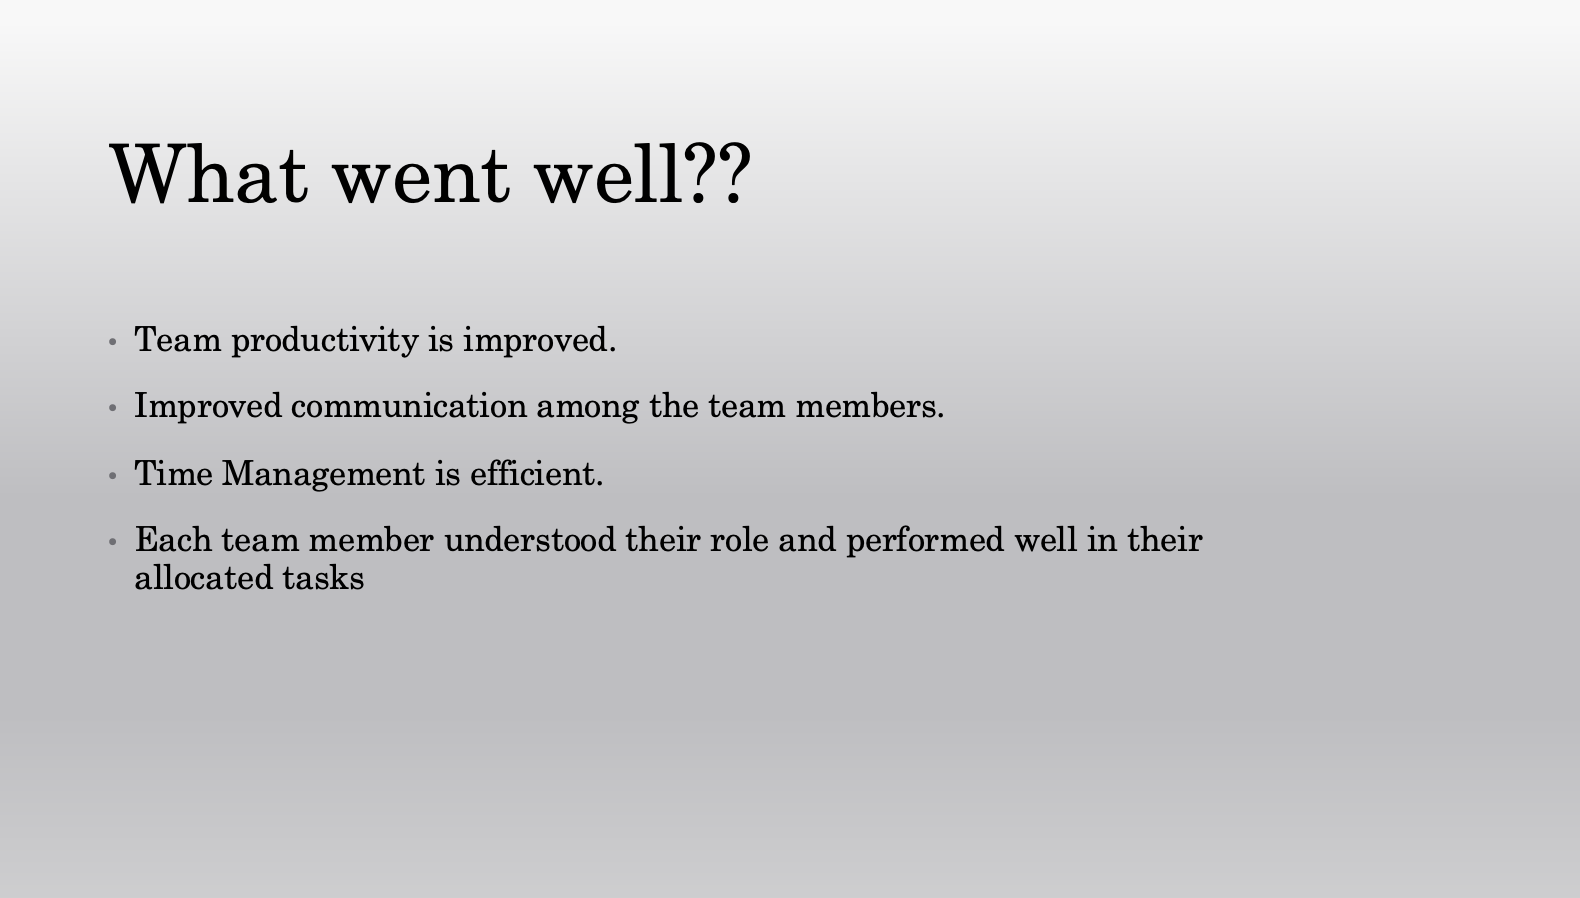 What went well??
• Team productivity is improved.
• Improved communication among the team members.
• Time Management is efficient.
• Each team member understood their role and performed well in their
allocated tasks